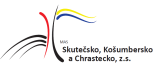 MAS
Skutečsko, Košumbersko
a Chrastecko, z.s.